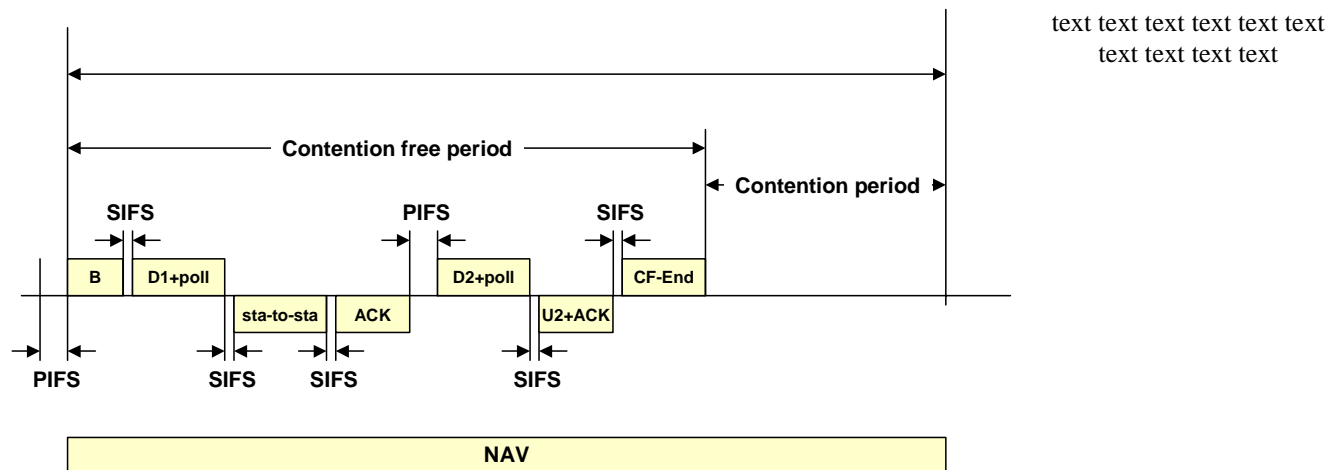 text text text text text text
text text text text
Contention free period
Contention period
SIFS PIFS SIFS
B D1+poll D2+poll CF-End
sta-to-sta ACK U2+ACK
PIFS SIFS SIFS SIFS
NAV